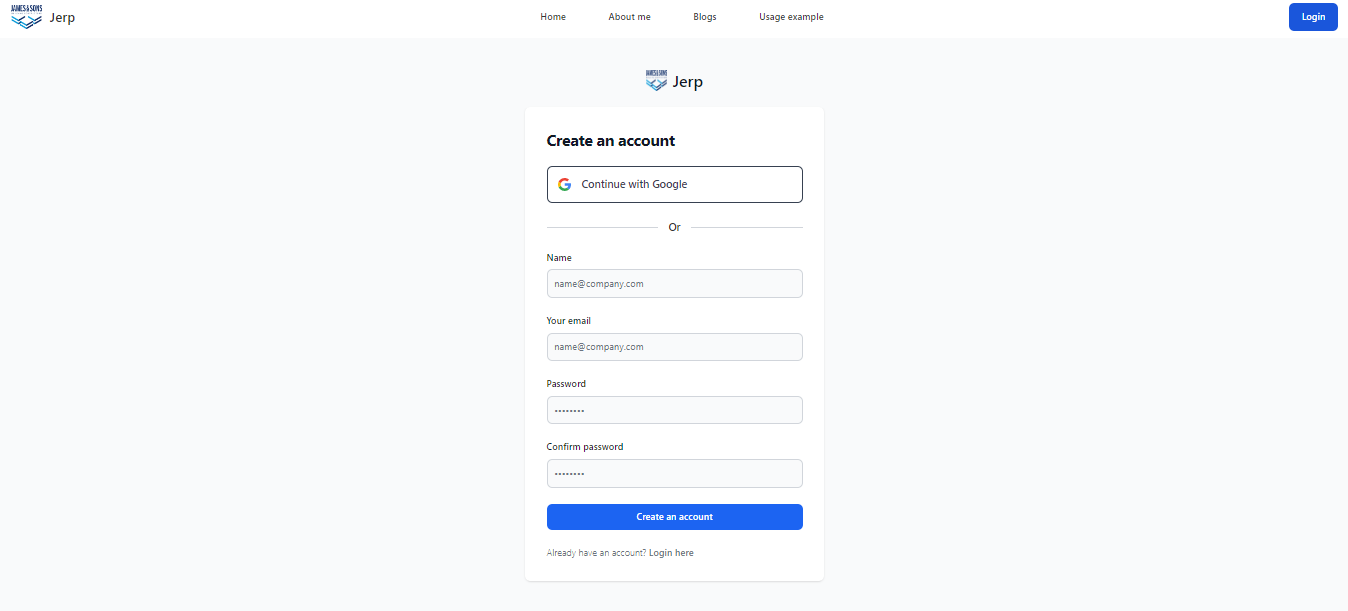 JAMES&SONS
Jerp
Home
About me
Blogs
Usage example
Login
JAMES&SONS
Jerp
Create an account
Continue with Google
Or
Name
name@company.com
Your email
name@company.com
Password
••••••••
Confirm password
••••••••
Create an account
Already have an account? Login here